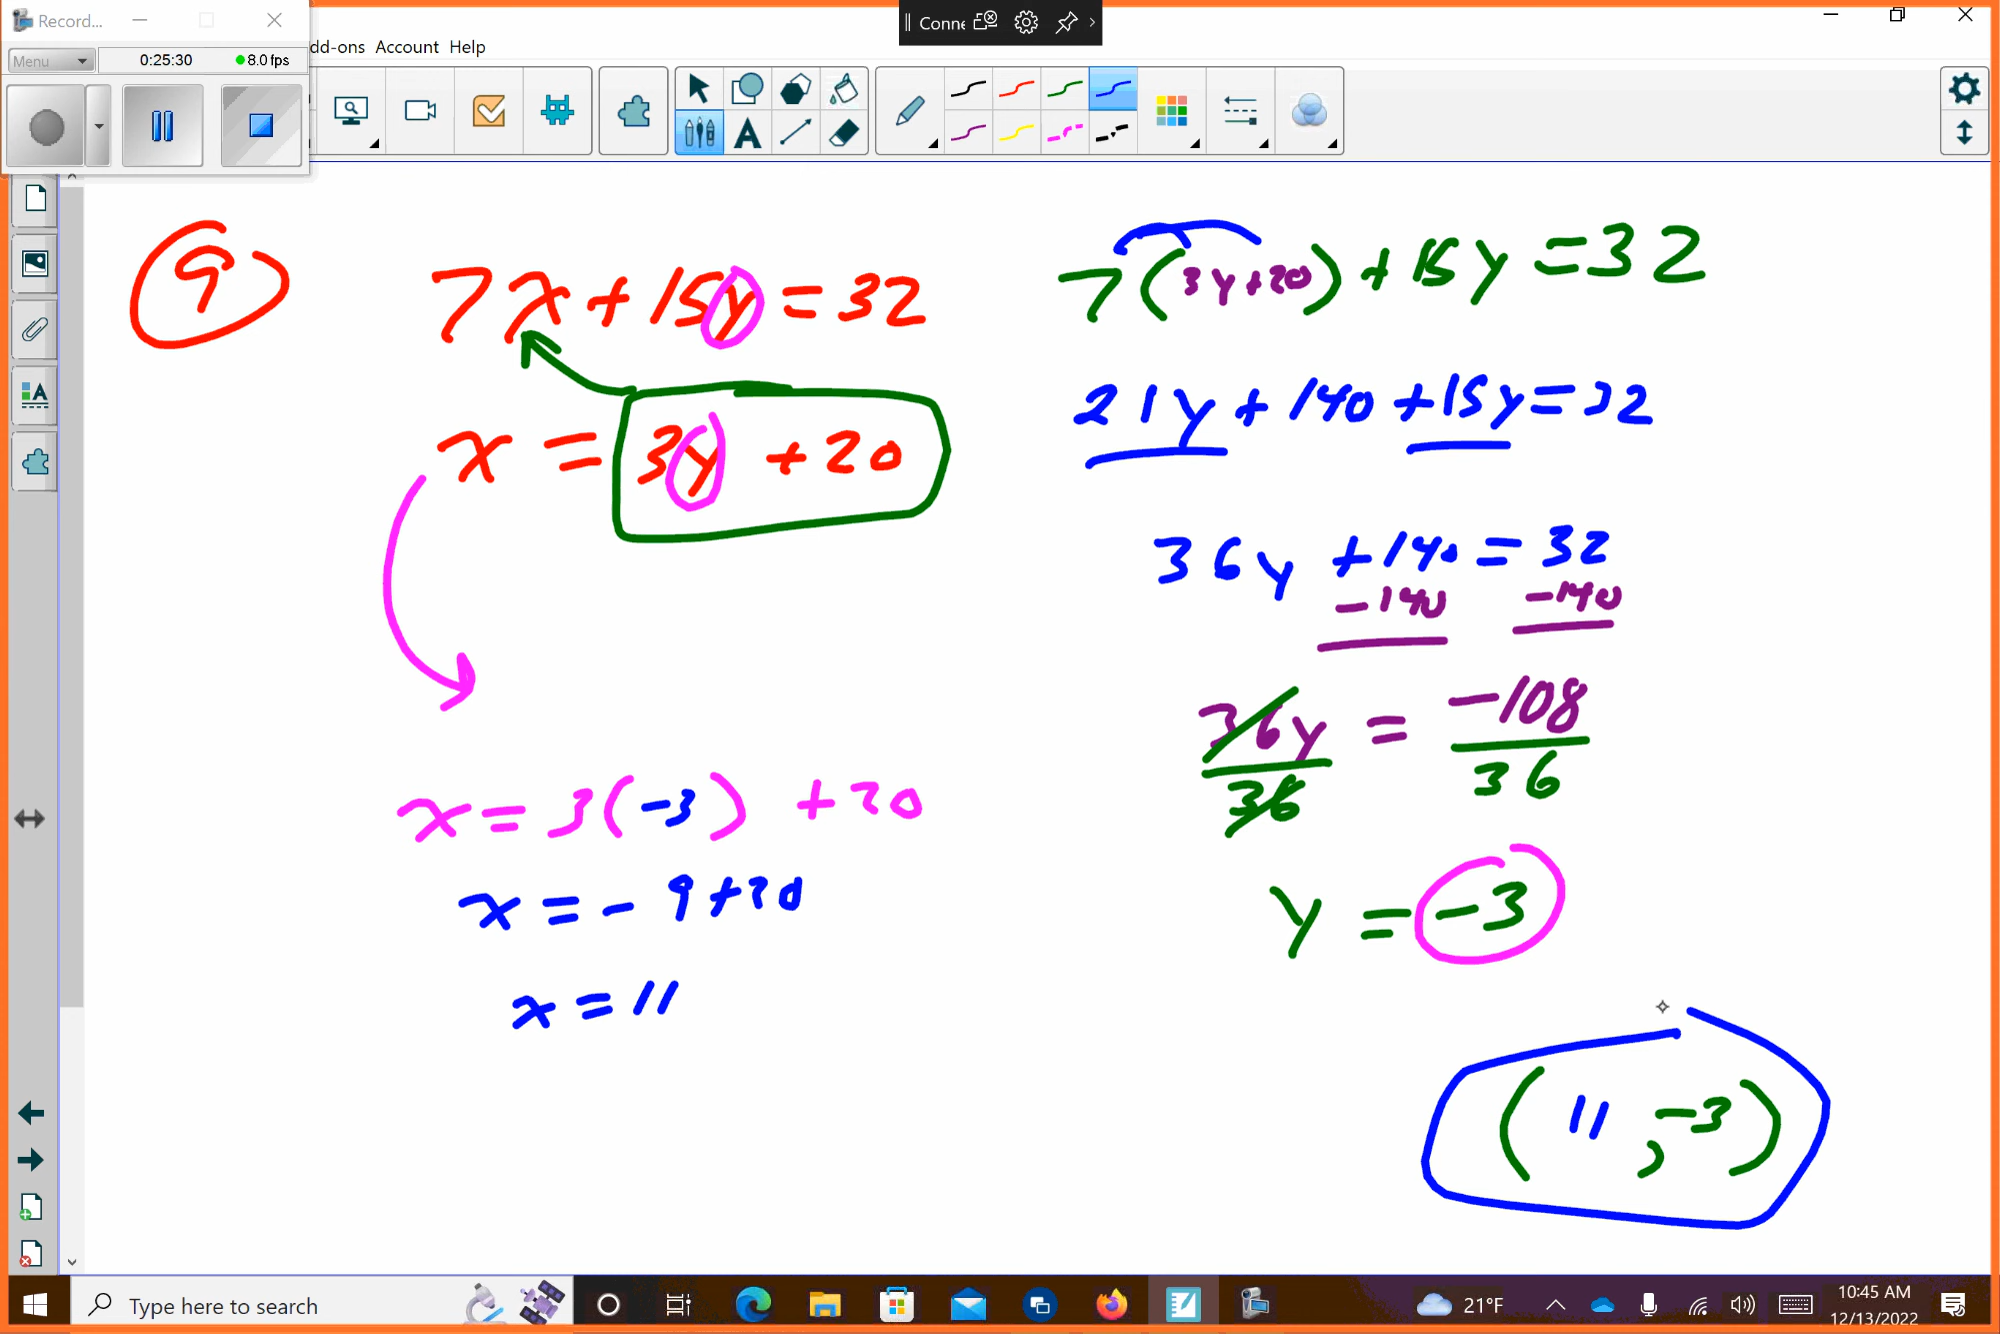 Record...
Menu
0:25:30
8.0 fps
dd-ons Account Help
Conne
9
7x + 15y = 32
x = 3y + 20
x = 3(-3) + 20
x = -9 + 20
x = 11
7(3y+20) + 15y = 32
21y + 140 + 15y = 32
36y + 140 = 32
-140 -140
36y = -108
36 36
y = -3
(11, -3)
Type here to search
21°F
10:45 AM
12/13/2022